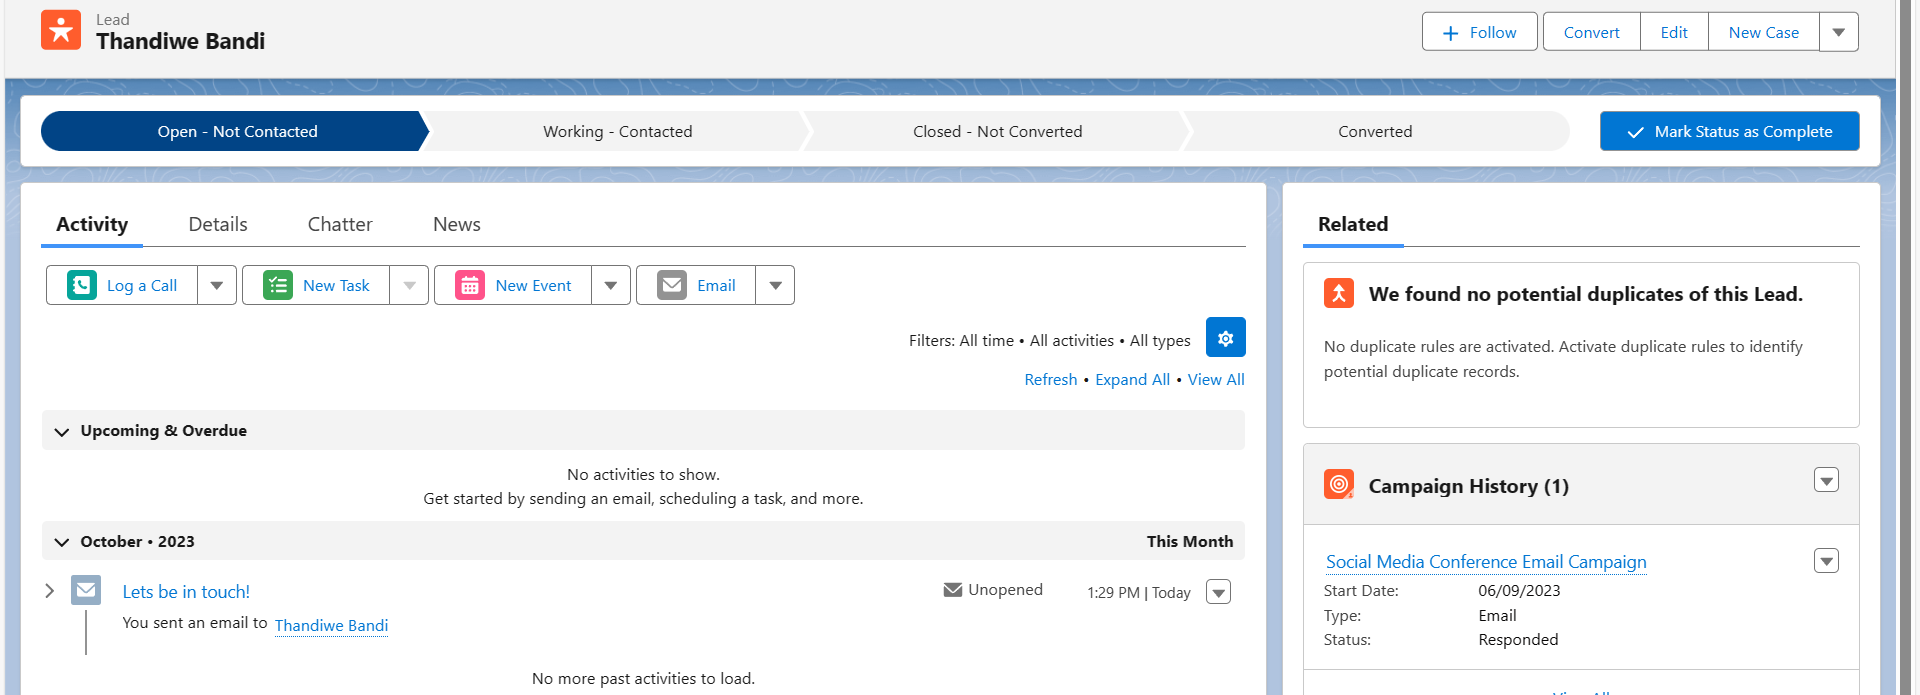 Lead
Thandiwe Bandi
Follow
Convert
Edit
New Case
Open - Not Contacted
Working - Contacted
Closed - Not Converted
Converted
Mark Status as Complete
Activity
Details
Chatter
News
Log a Call
New Task
New Event
Email
Filters: All time • All activities • All types
Refresh • Expand All • View All
Upcoming & Overdue
No activities to show.
Get started by sending an email, scheduling a task, and more.
October • 2023
This Month
Lets be in touch!
Unopened
1:29 PM | Today
You sent an email to Thandiwe Bandi
No more past activities to load.
Related
We found no potential duplicates of this Lead.
No duplicate rules are activated. Activate duplicate rules to identify
potential duplicate records.
Campaign History (1)
Social Media Conference Email Campaign
Start Date: 06/09/2023
Type: Email
Status: Responded
View All